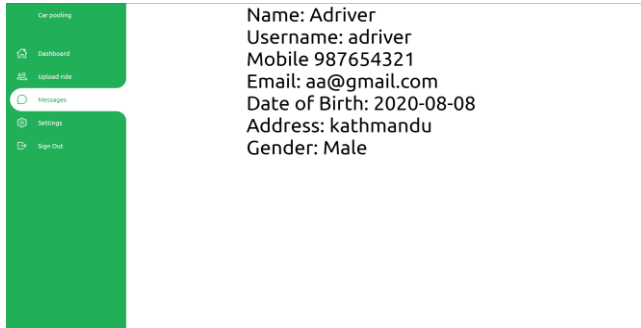 Car pooling
Dashboard
Upload ride
Messages
Settings
Sign Out
Name: Adriver
Username: adriver
Mobile 987654321
Email: aa@gmail.com
Date of Birth: 2020-08-08
Address: kathmandu
Gender: Male